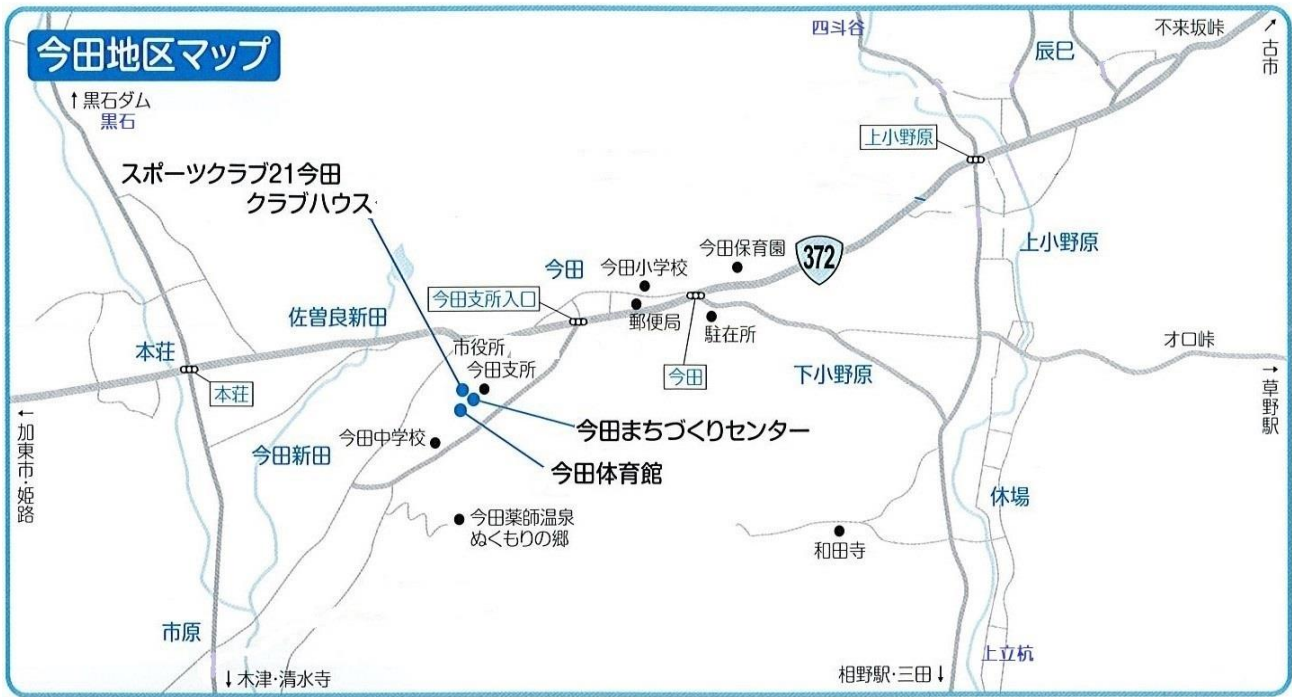 今田地区マップ
四斗谷
不来坂峠
↗
古市
辰巳
↑黒石ダム
黒石
上小野原
スポーツクラブ21今田
クラブハウス
上小野原
今田保育園
372
今田
今田小学校
今田支所入口
佐曽良新田
郵便局
駐在所
本荘
市役所
今田支所
今田
下小野原
オロ峠
本荘
→
草野駅
←
加東市・姫路
今田まちづくりセンター
今田中学校
今田新田
今田体育館
休場
今田薬師温泉
ぬくもりの郷
和田寺
市原
上立杭
↓木津・清水寺
相野駅・三田↓